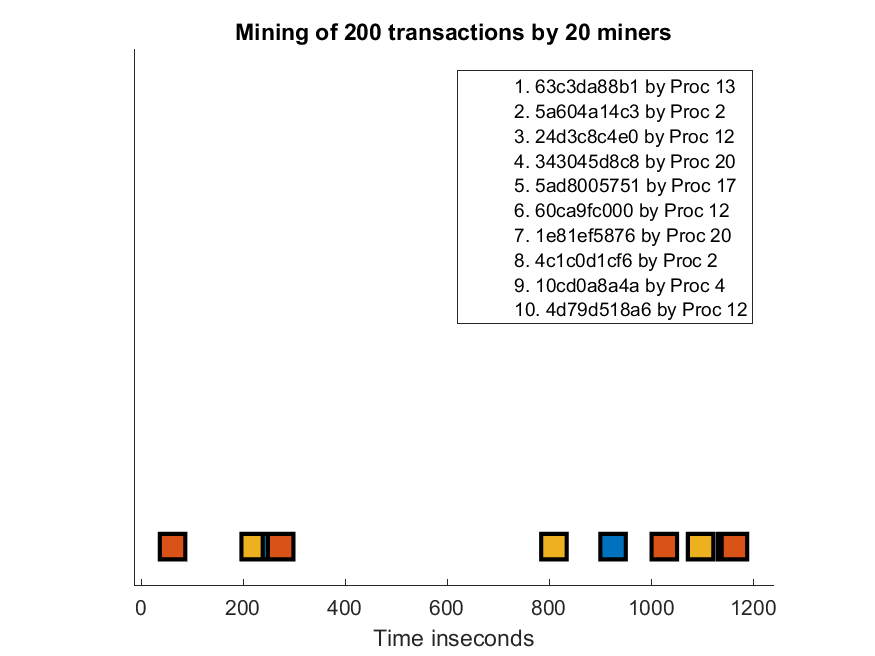 Mining of 200 transactions by 20 miners
1. 63c3da88b1 by Proc 13
2. 5a604a14c3 by Proc 2
3. 24d3c8c4e0 by Proc 12
4. 343045d8c8 by Proc 20
5. 5ad8005751 by Proc 17
6. 60ca9fc000 by Proc 12
7. 1e81ef5876 by Proc 20
8. 4c1c0d1cf6 by Proc 2
9. 10cd0a8a4a by Proc 4
10. 4d79d518a6 by Proc 12
0 200 400 600 800 1000 1200
Time inseconds